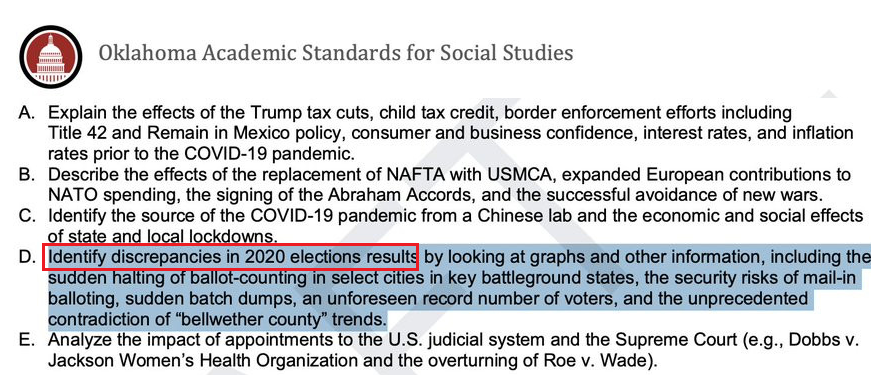 Oklahoma Academic Standards for Social Studies
A. Explain the effects of the Trump tax cuts, child tax credit, border enforcement efforts including
Title 42 and Remain in Mexico policy, consumer and business confidence, interest rates, and inflation
rates prior to the COVID-19 pandemic.
B. Describe the effects of the replacement of NAFTA with USMCA, expanded European contributions to
NATO spending, the signing of the Abraham Accords, and the successful avoidance of new wars.
C. Identify the source of the COVID-19 pandemic from a Chinese lab and the economic and social effects
of state and local lockdowns.
D. Identify discrepancies in 2020 elections results by looking at graphs and other information, including the
sudden halting of ballot-counting in select cities in key battleground states, the security risks of mail-in
balloting, sudden batch dumps, an unforeseen record number of voters, and the unprecedented
contradiction of “bellwether county” trends.
E. Analyze the impact of appointments to the U.S. judicial system and the Supreme Court (e.g., Dobbs v.
Jackson Women’s Health Organization and the overturning of Roe v. Wade).